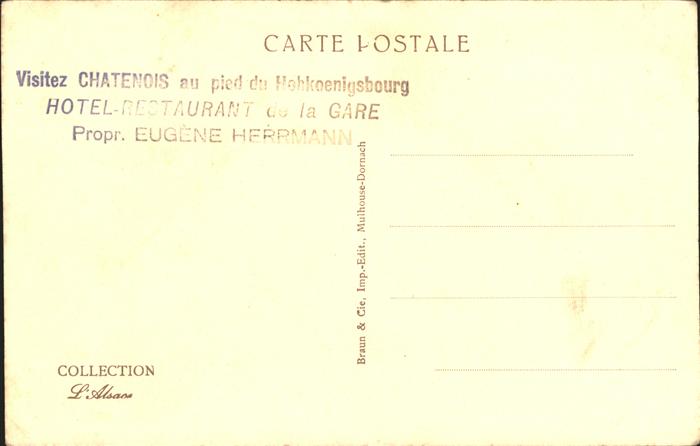 CARTE POSTALE
Visitez CHATENOIS au pied du Hohkoenigsbourg
HOTEL-RESTAURANT de la GARE
Propr. EUGÈNE HERRMANN
Braun & Cie, Imp.-Edit., Mulhouse-Dornach
COLLECTION
L'Alsace